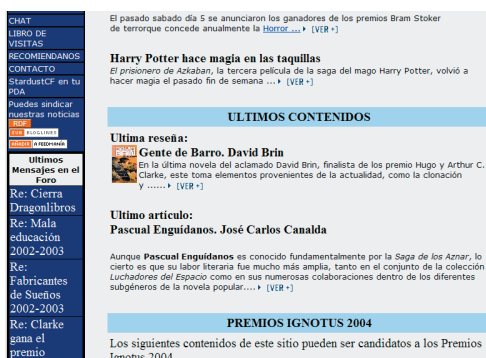 CHAT
LIBRO DE
VISITAS
RECOMIENDANOS
CONTACTO
StardustCF en tu
PDA
Puedes sindicar
nuestras noticias
RDF
SUB BLOGLINES
AÑADIR A FEEDMANÍA
Ultimos
Mensajes en el
Foro
Re: Cierra
Dragonlibros
Re: Mala
educación
2002-2003
Re:
Fabricantes
de Sueños
2002-2003
Re: Clarke
gana el
premio
El pasado sabado día 5 se anunciaron los ganadores de los premios Bram Stoker
de terrorque concede anualmente la Horror ... [VER +]
Harry Potter hace magia en las taquillas
El prisionero de Azkaban, la tercera película de la saga del mago Harry Potter, volvió a
hacer magia el pasado fin de semana ... [VER +]
ULTIMOS CONTENIDOS
Ultima reseña:
Gente de Barro. David Brin
En la última novela del aclamado David Brin, finalista de los premio Hugo y Arthur C.
Clarke, este toma elementos provenientes de la actualidad, como la clonación
y ...... [VER +]
Ultimo artículo:
Pascual Enguídanos. José Carlos Canalda
Aunque Pascual Enguídanos es conocido fundamentalmente por la Saga de los Aznar, lo
cierto es que su labor literaria fue mucho más amplia, tanto en el conjunto de la colección
Luchadores del Espacio como en sus numerosas colaboraciones dentro de los diferentes
subgéneros de la novela popular.... [VER +]
PREMIOS IGNOTUS 2004
Los siguientes contenidos de este sitio pueden ser candidatos a los Premios
Ignotus 2004